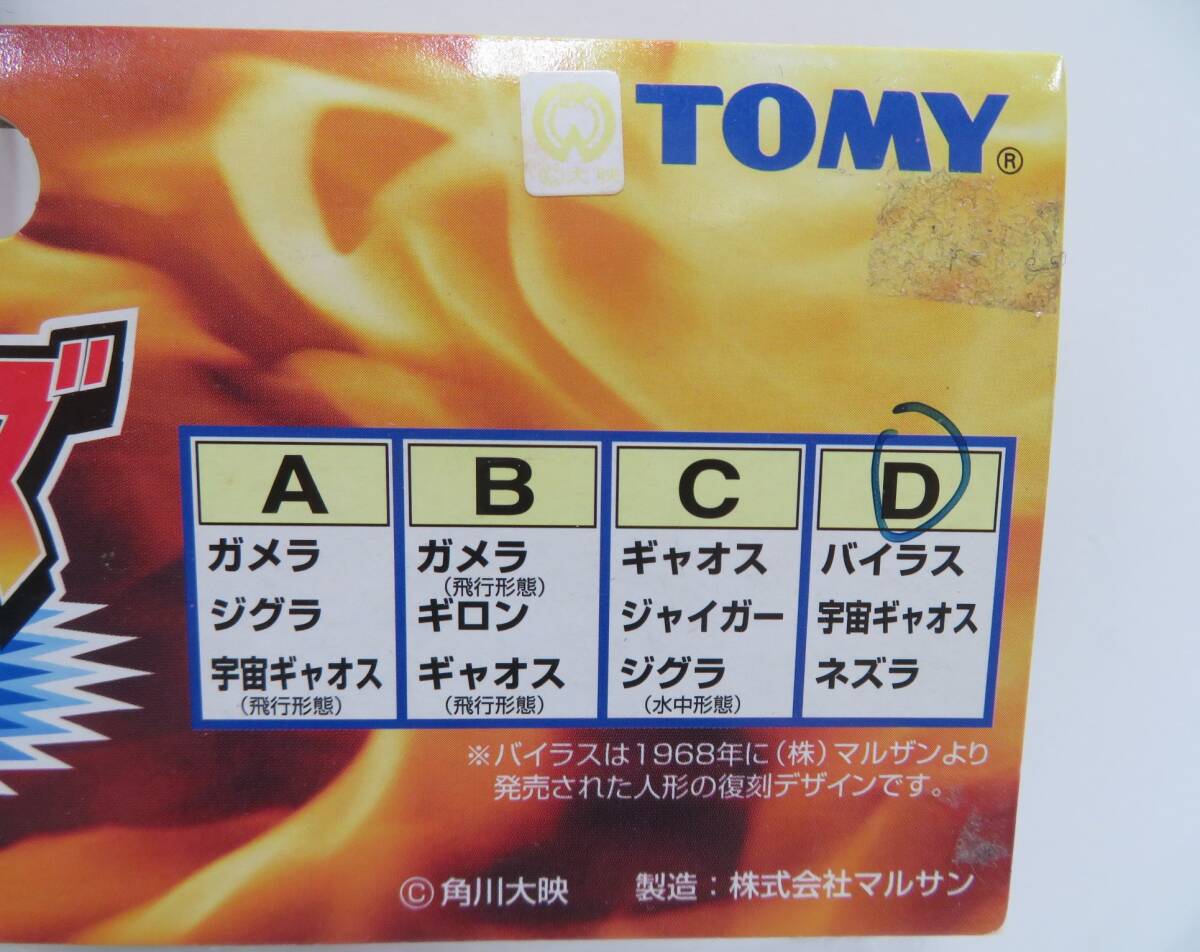 TOMY®
ズ
A
ガメラ
ジグラ
宇宙ギャオス
(飛行形態)
B
ガメラ
(飛行形態)
ギロン
ギャオス
(飛行形態)
C
ギャオス
ジャイガー
ジグラ
(水中形態)
D
バイラス
宇宙ギャオス
ネズラ
※バイラスは1968年に(株)マルザンより
発売された人形の復刻デザインです。
©角川大映 製造:株式会社マルサン